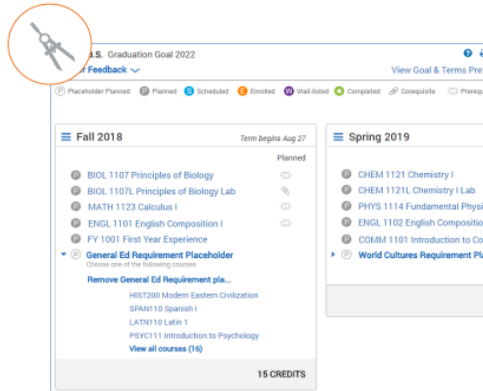 .S. Graduation Goal 2022
Feedback
View Goal & Terms
P Placeholder Planned P Planned S Scheduled E Enrolled W Wait-listed Completed Corequisite
Fall 2018 Term begins Aug 27
Planned
P BIOL 1107 Principles of Biology
P BIOL 1107L Principles of Biology Lab
P MATH 1123 Calculus I
P ENGL 1101 English Composition I
P FY 1001 First Year Experience
P General Ed Requirement Placeholder
Choose one of the following courses
Remove General Ed Requirement pla...
HIST200 Modern Eastern Civilization
SPAN110 Spanish I
LATN110 Latin 1
PSYC111 Introduction to Psychology
View all courses (16)
15 CREDITS
Spring 2019
P CHEM 1121 Chemistry I
P CHEM 1121L Chemistry I Lab
P PHYS 1114 Fundamental Physi
P ENGL 1102 English Compositio
P COMM 1101 Introduction to Co
P World Cultures Requirement Pl